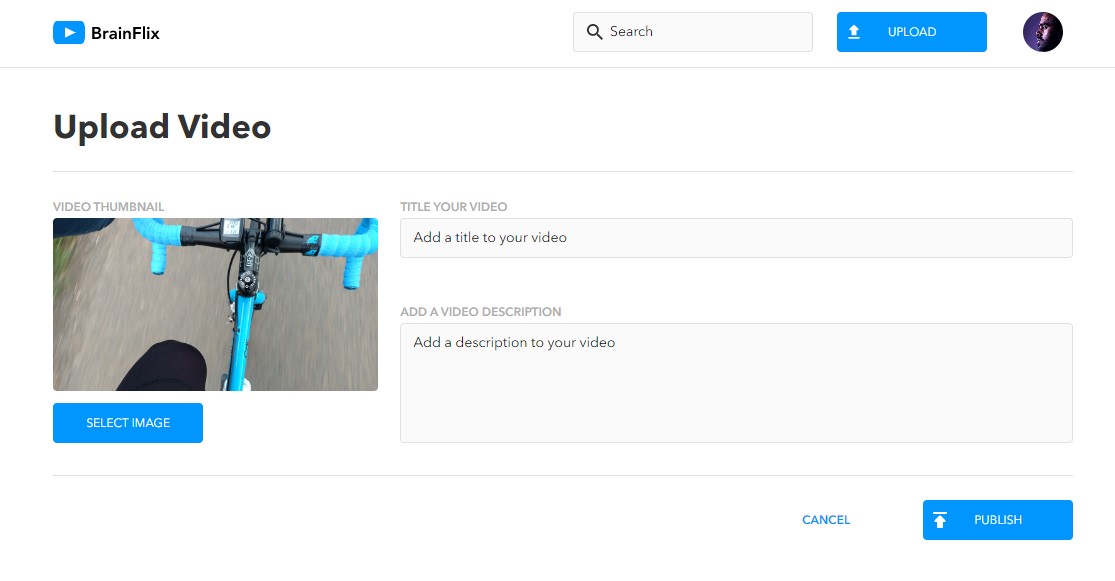 BrainFlix
Search
UPLOAD
Upload Video
VIDEO THUMBNAIL
SELECT IMAGE
TITLE YOUR VIDEO
Add a title to your video
ADD A VIDEO DESCRIPTION
Add a description to your video
CANCEL
PUBLISH